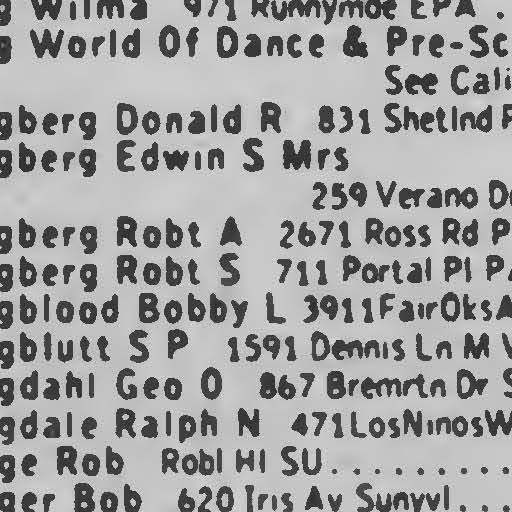 g Wilma 971 Runnymde EPA .
g World Of Dance & Pre-Sc
See Cali
gberg Donald R 831 Shetlnd P
gberg Edwin S Mrs
259 Verano D
gberg Robt A 2671 Ross Rd P
gberg Robt S 711 Portal Pl PA
gblood Bobby L 3911FairOksA
gblutt S P 1591 Dennis Ln M V
gdahl Geo O 867 Bremrtn Dr S
gdale Ralph N 471LosNinosW
ge Rob Robl HI SU.........
ger Bob 620 Iris Av Sunyvl...